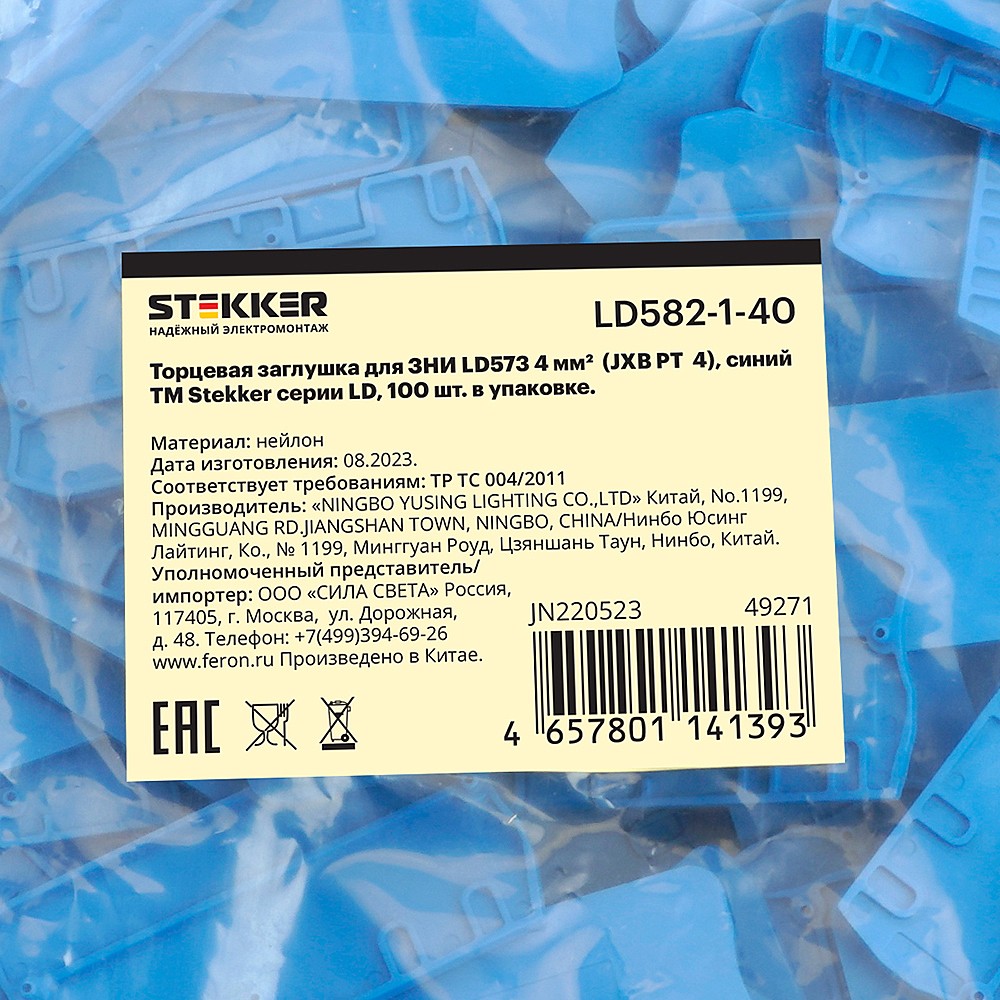 STEKKER
НАДЁЖНЫЙ ЭЛЕКТРОМОНТАЖ
LD582-1-40
Торцевая заглушка для ЗНИ LD573 4 мм² (JXB PT 4), синий
TM Stekker серии LD, 100 шт. в упаковке.
Материал: нейлон
Дата изготовления: 08.2023.
Соответствует требованиям: ТР ТС 004/2011
Производитель: «NINGBO YUSING LIGHTING CO.,LTD» Китай, No.1199,
MINGGUANG RD.JIANGSHAN TOWN, NINGBO, CHINA/Нинбо Юсинг
Лайтинг, Ко., № 1199, Минггуан Роуд, Цзяншань Таун, Нинбо, Китай.
Уполномоченный представитель/
импортер: ООО «СИЛА СВЕТА» Россия,
117405, г. Москва, ул. Дорожная,
д. 48. Телефон: +7(499)394-69-26
www.feron.ru Произведено в Китае.
JN220523 49271
4 657801 141393
EAC